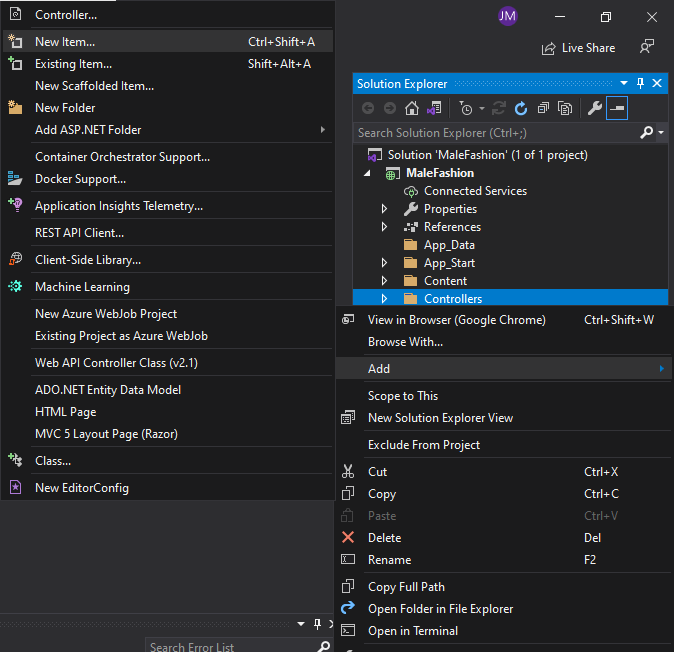 Controller...
New Item... Ctrl+Shift+A
Existing Item... Shift+Alt+A
New Scaffolded Item...
New Folder
Add ASP.NET Folder
Container Orchestrator Support...
Docker Support...
Application Insights Telemetry...
REST API Client...
Client-Side Library...
Machine Learning
New Azure WebJob Project
Existing Project as Azure WebJob
Web API Controller Class (v2.1)
ADO.NET Entity Data Model
HTML Page
MVC 5 Layout Page (Razor)
Class...
New EditorConfig
Search Error List
JM
Live Share
Solution Explorer
Search Solution Explorer (Ctrl+;)
Solution 'MaleFashion' (1 of 1 project)
MaleFashion
Connected Services
Properties
References
App_Data
App_Start
Content
Controllers
View in Browser (Google Chrome) Ctrl+Shift+W
Browse With...
Add
Scope to This
New Solution Explorer View
Exclude From Project
Cut Ctrl+X
Copy Ctrl+C
Paste Ctrl+V
Delete Del
Rename F2
Copy Full Path
Open Folder in File Explorer
Open in Terminal